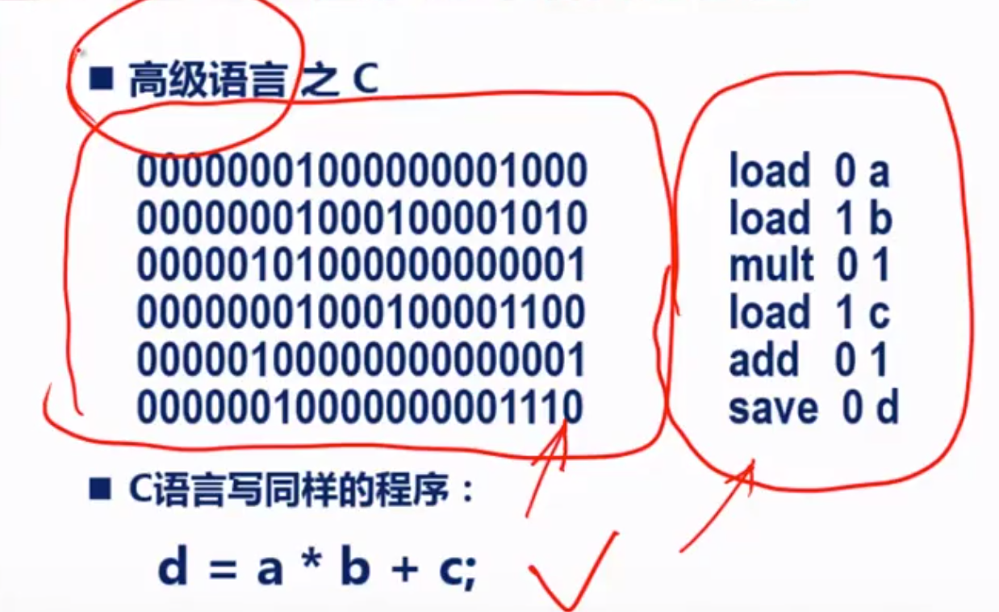 ■ 高级语言 之 C
00000001000000001000 load 0 a
00000001000100001010 load 1 b
00000101000000000001 mult 0 1
00000001000100001100 load 1 c
00000100000000000001 add 0 1
00000010000000001110 save 0 d
■ C语言写同样的程序：
d = a * b + c;